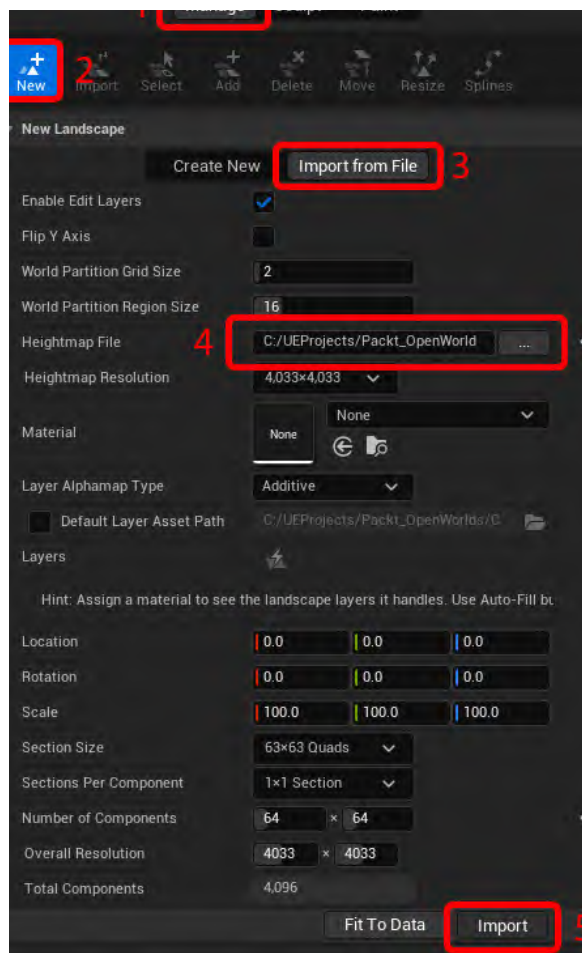 1 Manage Sculpt Paint
2
New Import Select Add Delete Move Resize Splines
New Landscape
Create New Import from File 3
Enable Edit Layers
Flip Y Axis
World Partition Grid Size 2
World Partition Region Size 16
Heightmap File 4 C:/UEProjects/Packt_OpenWorld ...
Heightmap Resolution 4,033×4,033
Material None None
Layer Alphamap Type Additive
Default Layer Asset Path C:/UEProjects/Packt_OpenWorlds/C
Layers
Hint: Assign a material to see the landscape layers it handles. Use Auto-Fill bu
Location 0.0 0.0 0.0
Rotation 0.0 0.0 0.0
Scale 100.0 100.0 100.0
Section Size 63×63 Quads
Sections Per Component 1×1 Section
Number of Components 64 × 64
Overall Resolution 4033 × 4033
Total Components 4,096
Fit To Data Import 5